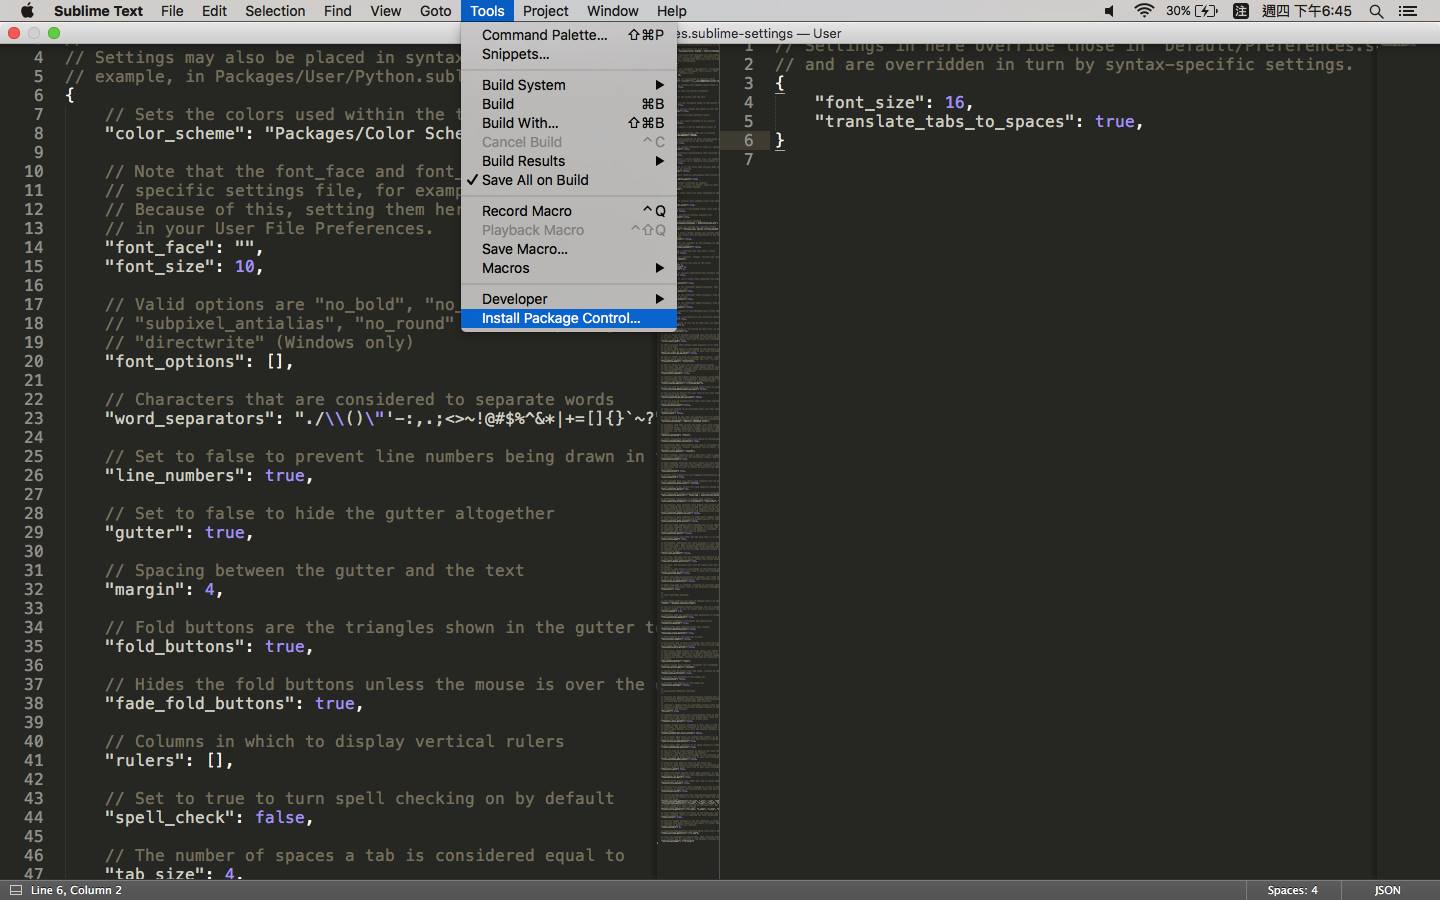 Sublime Text File Edit Selection Find View Goto Tools Project Window Help 30% 注 週四 下午6:45
es.sublime-settings — User
Command Palette... ⇧⌘P
Snippets...
Build System ▶
Build ⌘B
Build With... ⇧⌘B
Cancel Build ^C
Build Results ▶
✓ Save All on Build
Record Macro ^Q
Playback Macro ^⇧Q
Save Macro...
Macros ▶
Developer ▶
Install Package Control...
4 // Settings may also be placed in syntax
5 // example, in Packages/User/Python.subl
6 {
7 // Sets the colors used within the t
8 "color_scheme": "Packages/Color Sche
9
10 // Note that the font_face and font_
11 // specific settings file, for examp
12 // Because of this, setting them her
13 // in your User File Preferences.
14 "font_face": "",
15 "font_size": 10,
16
17 // Valid options are "no_bold", "no_
18 // "subpixel_antialias", "no_round"
19 // "directwrite" (Windows only)
20 "font_options": [],
21
22 // Characters that are considered to separate words
23 "word_separators": "./\\()\"'-:,.;<>~!@#$%^&*|+=[]{}`~?"
24
25 // Set to false to prevent line numbers being drawn in
26 "line_numbers": true,
27
28 // Set to false to hide the gutter altogether
29 "gutter": true,
30
31 // Spacing between the gutter and the text
32 "margin": 4,
33
34 // Fold buttons are the triangles shown in the gutter t
35 "fold_buttons": true,
36
37 // Hides the fold buttons unless the mouse is over the
38 "fade_fold_buttons": true,
39
40 // Columns in which to display vertical rulers
41 "rulers": [],
42
43 // Set to true to turn spell checking on by default
44 "spell_check": false,
45
46 // The number of spaces a tab is considered equal to
47 "tab_size": 4,
1 // Settings in here override those in "Default/Preferences.s
2 // and are overridden in turn by syntax-specific settings.
3 {
4 "font_size": 16,
5 "translate_tabs_to_spaces": true,
6 }
7
Line 6, Column 2 Spaces: 4 JSON